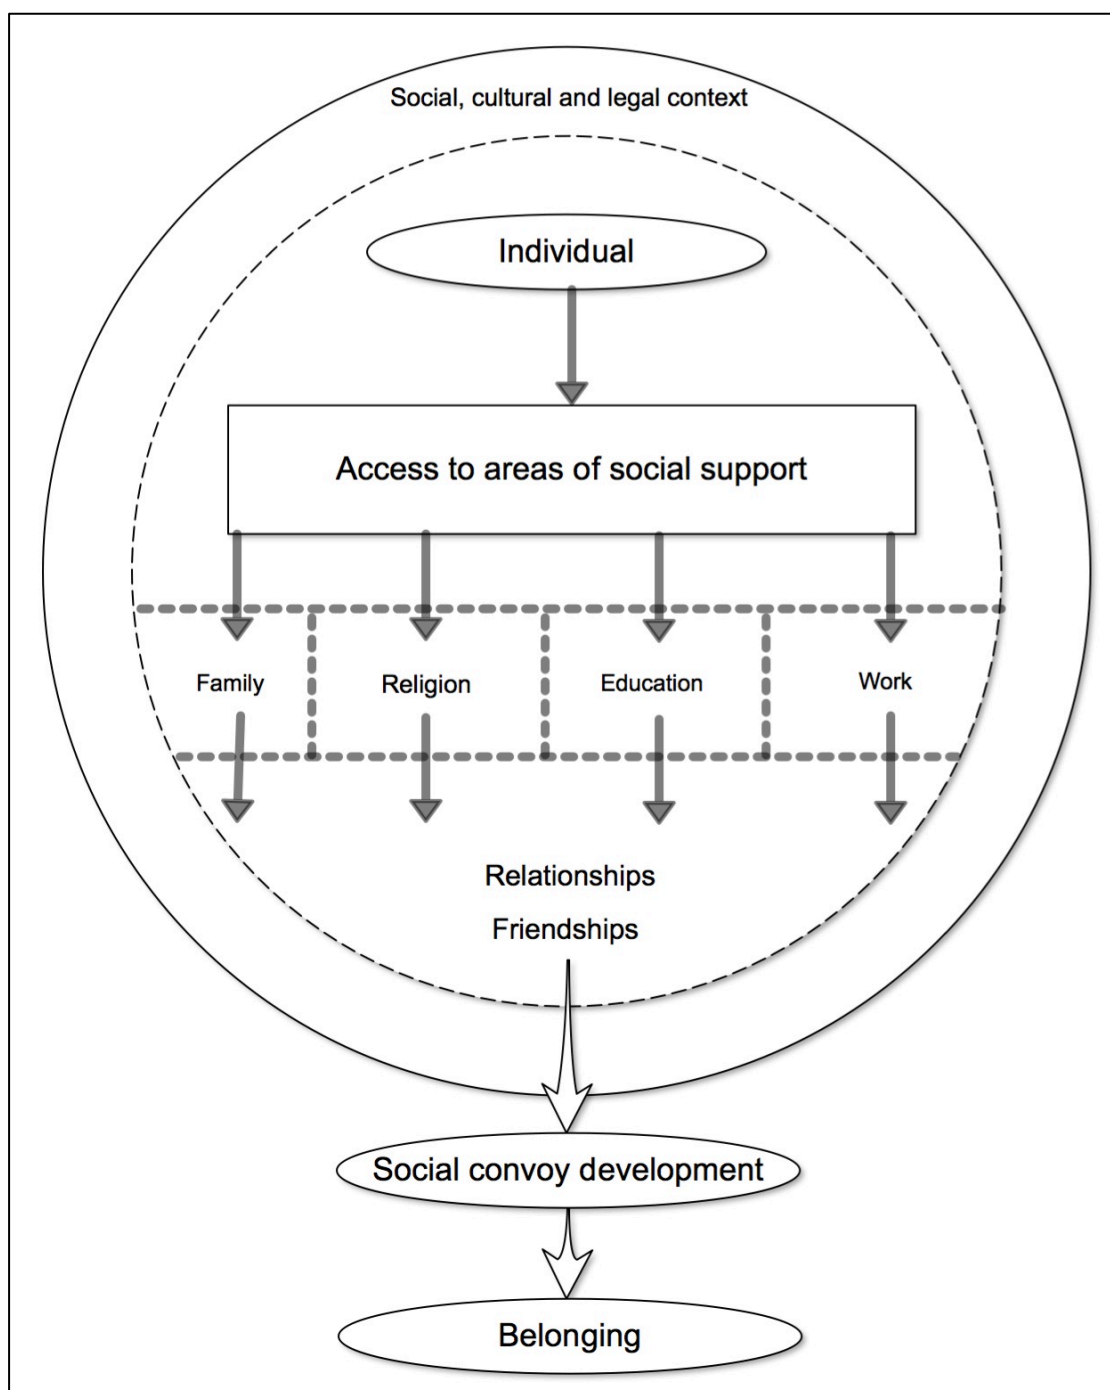 Social, cultural and legal context
Individual
Access to areas of social support
Family
Religion
Education
Work
Relationships
Friendships
Social convoy development
Belonging